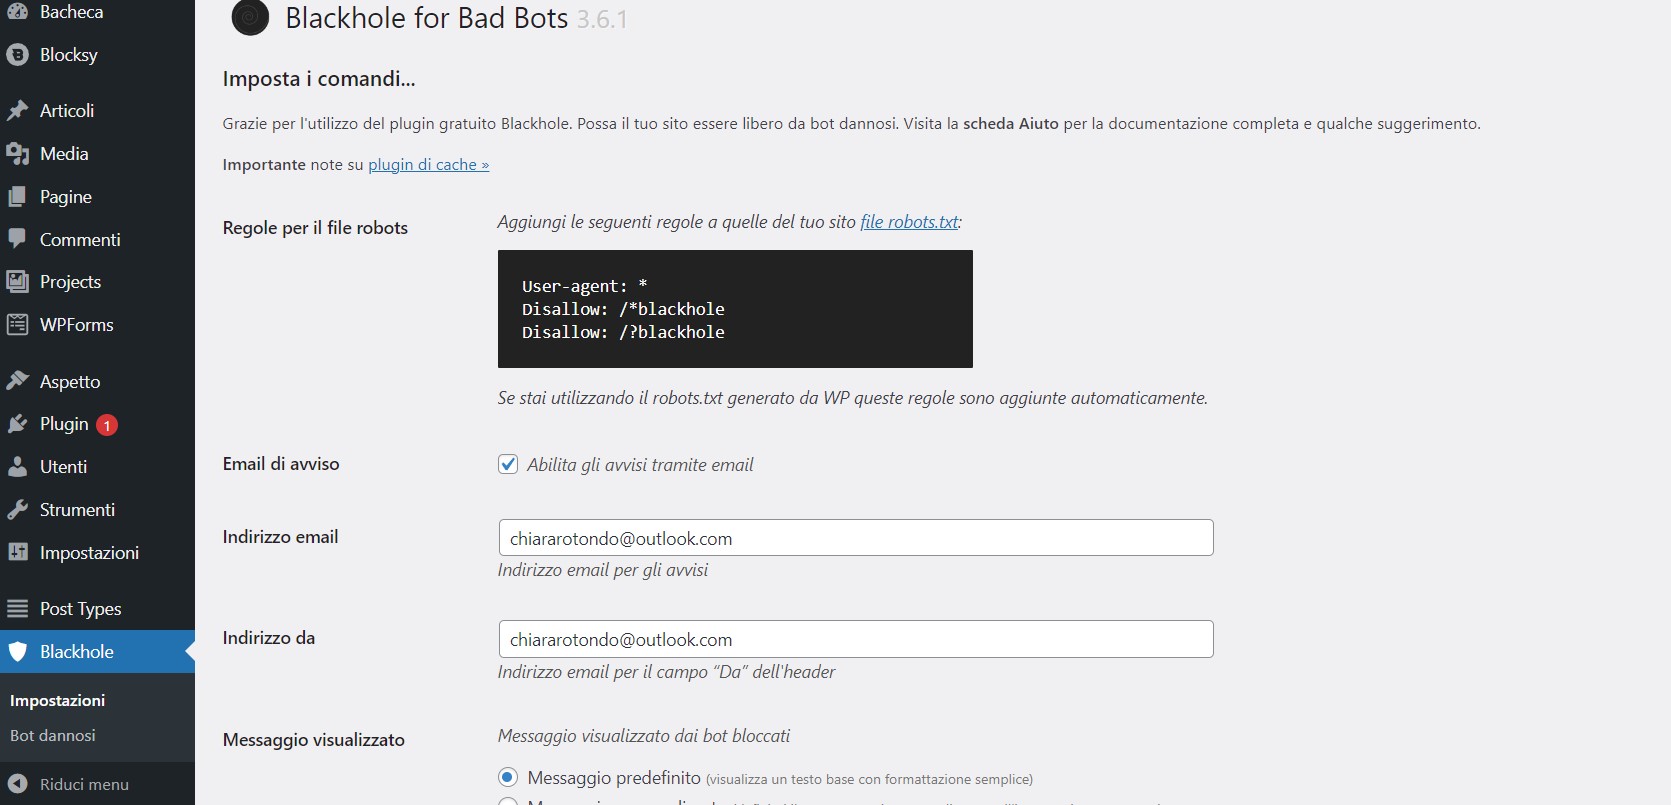 Bacheca
Blocksy
Articoli
Media
Pagine
Commenti
Projects
WPForms
Aspetto
Plugin 1
Utenti
Strumenti
Impostazioni
Post Types
Blackhole
Impostazioni
Bot dannosi
Riduci menu
Blackhole for Bad Bots 3.6.1
Imposta i comandi...
Grazie per l'utilizzo del plugin gratuito Blackhole. Possa il tuo sito essere libero da bot dannosi. Visita la scheda Aiuto per la documentazione completa e qualche suggerimento.
Importante note su plugin di cache »
Regole per il file robots
Aggiungi le seguenti regole a quelle del tuo sito file robots.txt:
User-agent: *
Disallow: /*blackhole
Disallow: /?blackhole
Se stai utilizzando il robots.txt generato da WP queste regole sono aggiunte automaticamente.
Email di avviso
Abilita gli avvisi tramite email
Indirizzo email
chiararotondo@outlook.com
Indirizzo email per gli avvisi
Indirizzo da
chiararotondo@outlook.com
Indirizzo email per il campo “Da” dell'header
Messaggio visualizzato
Messaggio visualizzato dai bot bloccati
Messaggio predefinito (visualizza un testo base con formattazione semplice)